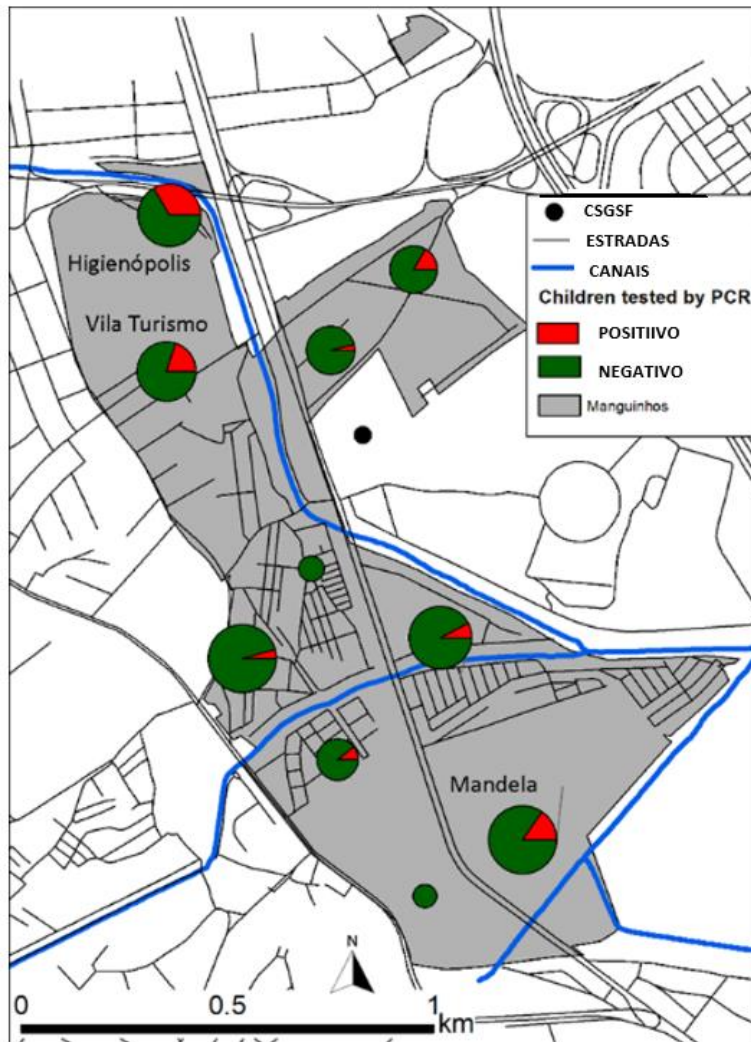 CSGSF
ESTRADAS
CANAIS
Children tested by PCR
POSITIIVO
NEGATIVO
Manguinhos
Higienópolis
Vila Turismo
Mandela
N
0 0.5 1
km